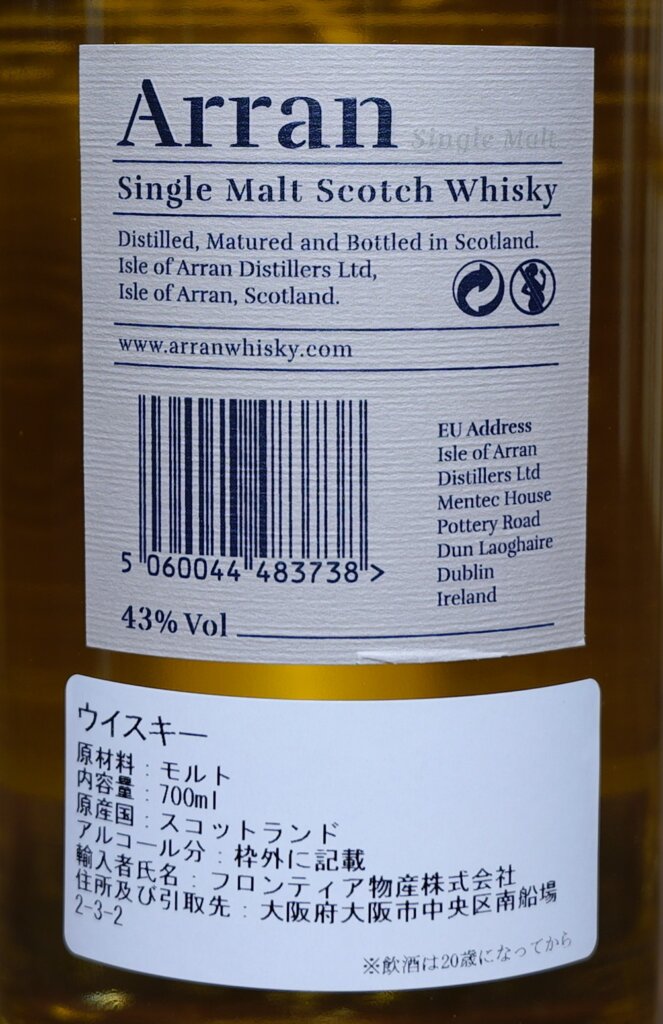 Arran Single Malt
Single Malt Scotch Whisky
Distilled, Matured and Bottled in Scotland.
Isle of Arran Distillers Ltd,
Isle of Arran, Scotland.
www.arranwhisky.com
EU Address
Isle of Arran
Distillers Ltd
Mentec House
Pottery Road
Dun Laoghaire
Dublin
Ireland
5 060044 483738 >
43% Vol
ウイスキー
原材料：モルト
内容量：700ml
原産国：スコットランド
アルコール分：枠外に記載
輸入者氏名：フロンティア物産株式会社
住所及び引取先：大阪府大阪市中央区南船場
2-3-2
※飲酒は20歳になってから